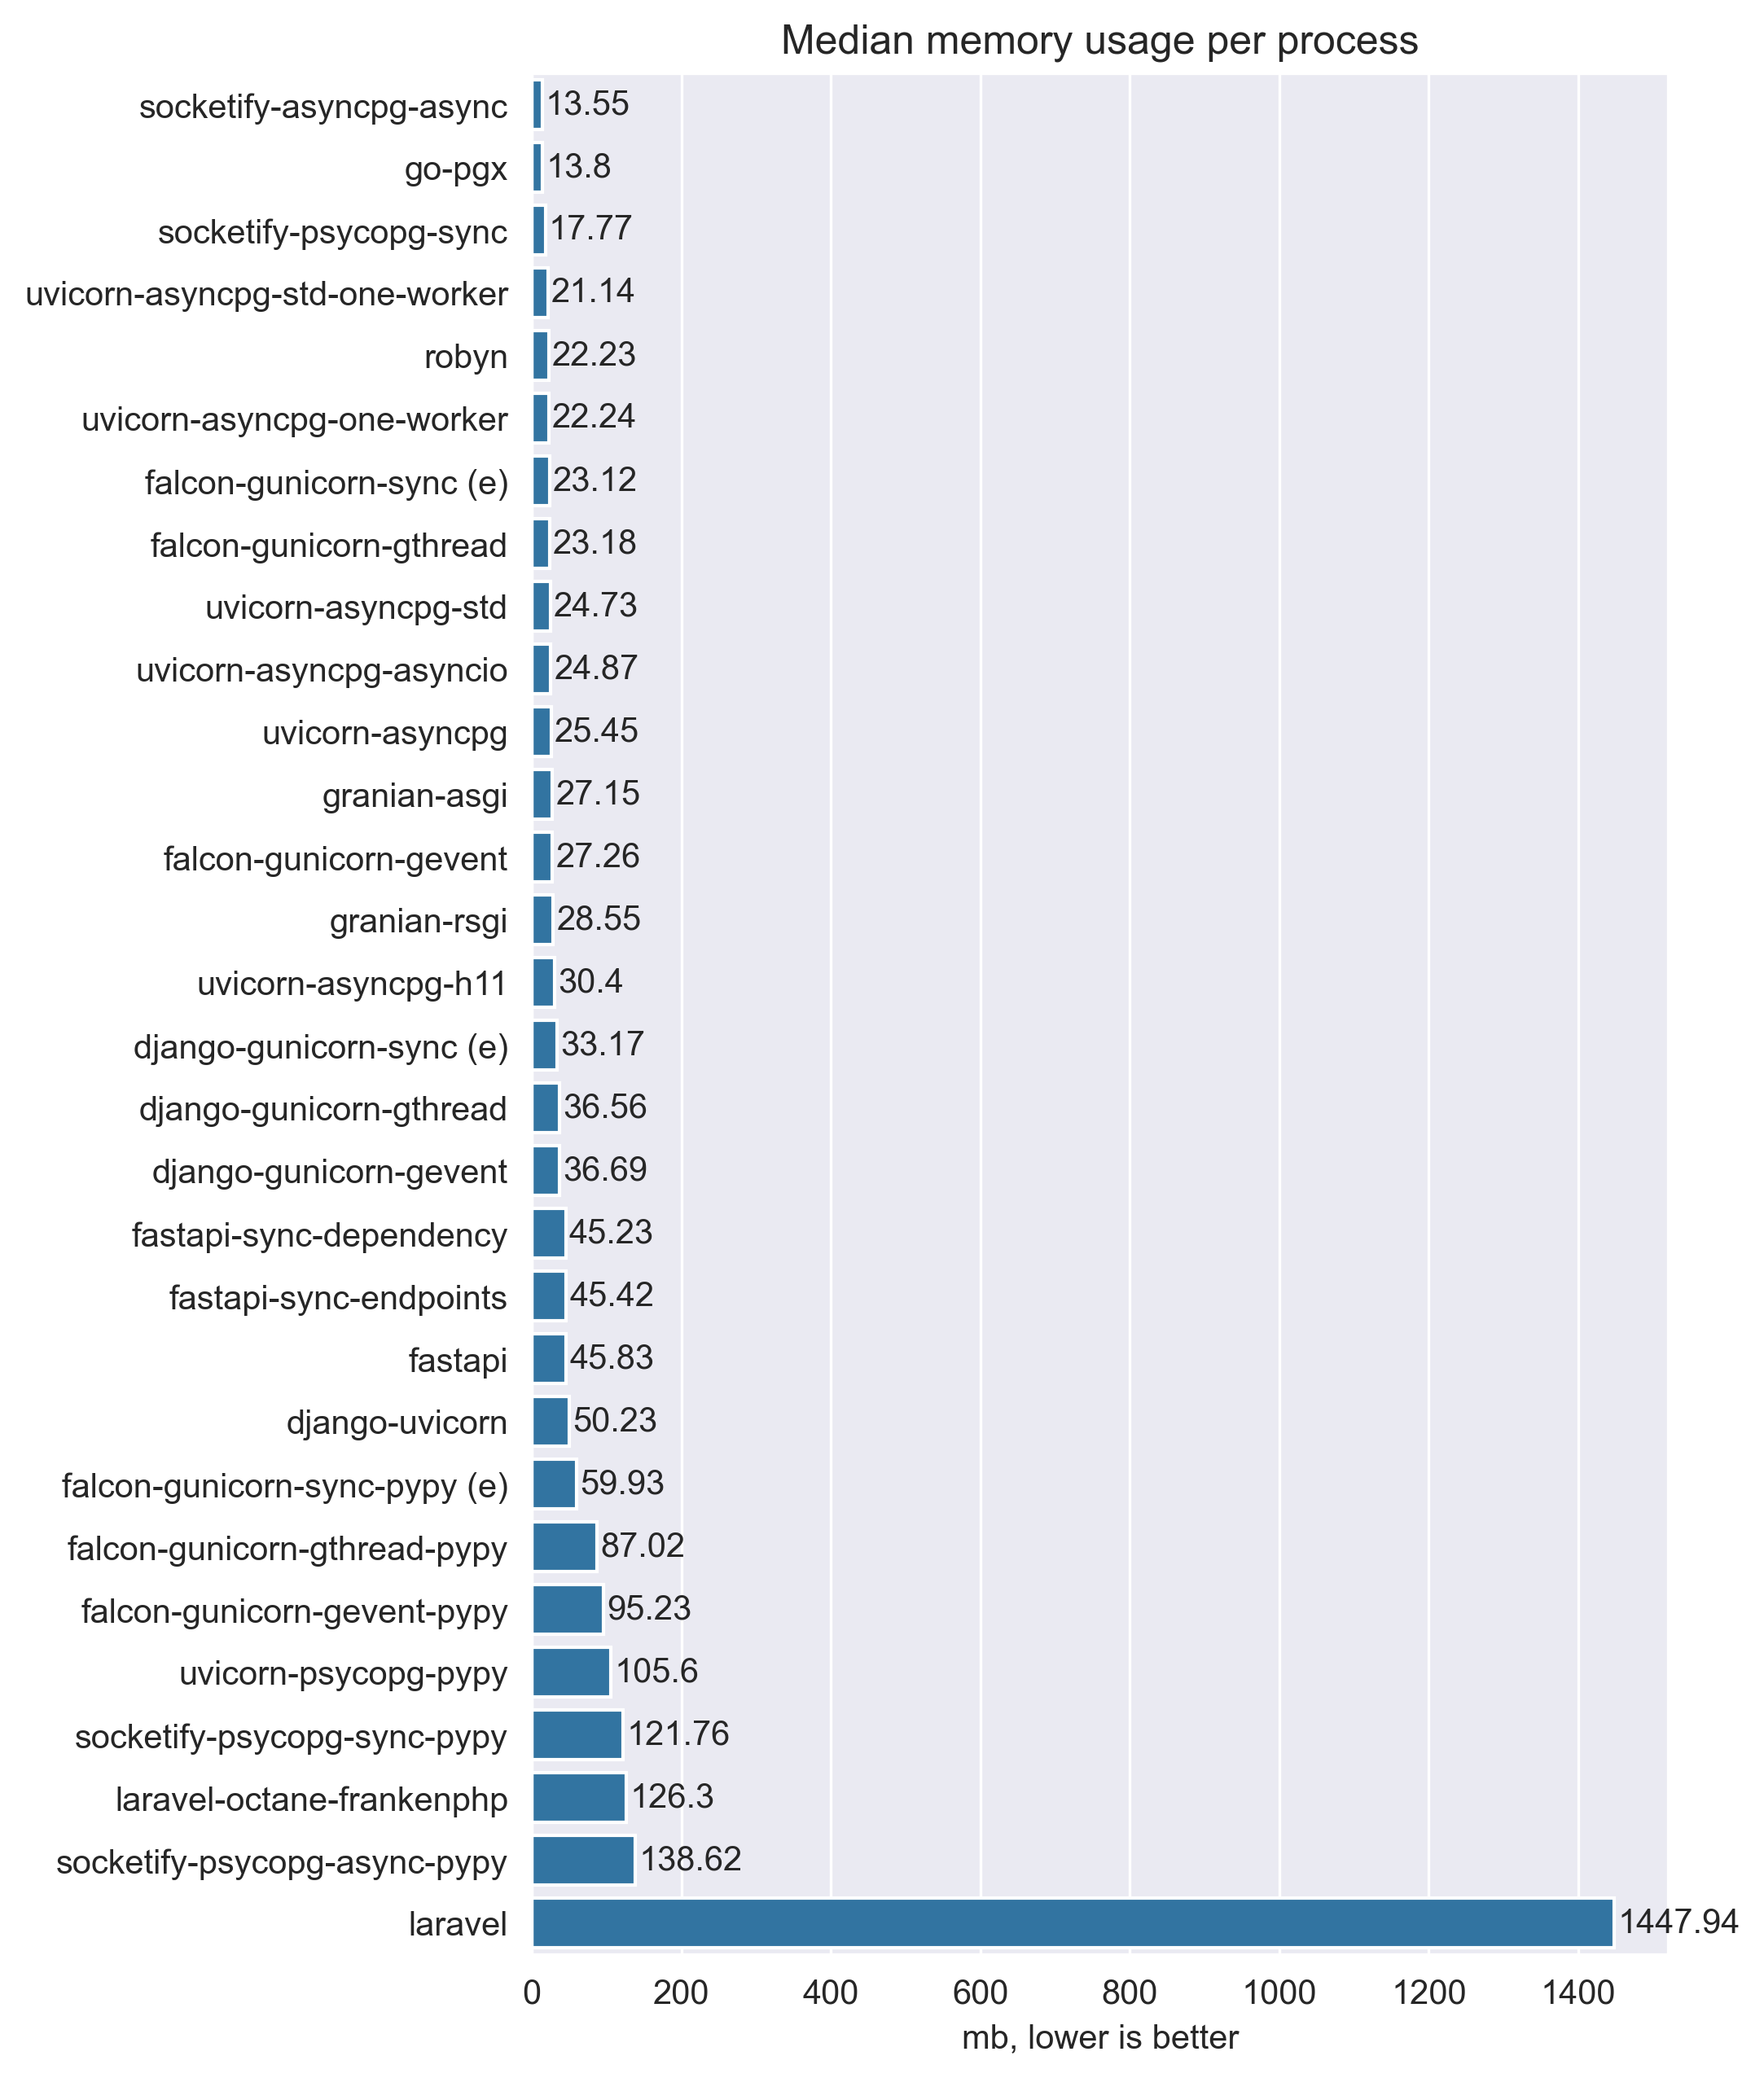 Median memory usage per process
socketify-asyncpg-async 13.55
go-pgx 13.8
socketify-psycopg-sync 17.77
uvicorn-asyncpg-std-one-worker 21.14
robyn 22.23
uvicorn-asyncpg-one-worker 22.24
falcon-gunicorn-sync (e) 23.12
falcon-gunicorn-gthread 23.18
uvicorn-asyncpg-std 24.73
uvicorn-asyncpg-asyncio 24.87
uvicorn-asyncpg 25.45
granian-asgi 27.15
falcon-gunicorn-gevent 27.26
granian-rsgi 28.55
uvicorn-asyncpg-h11 30.4
django-gunicorn-sync (e) 33.17
django-gunicorn-gthread 36.56
django-gunicorn-gevent 36.69
fastapi-sync-dependency 45.23
fastapi-sync-endpoints 45.42
fastapi 45.83
django-uvicorn 50.23
falcon-gunicorn-sync-pypy (e) 59.93
falcon-gunicorn-gthread-pypy 87.02
falcon-gunicorn-gevent-pypy 95.23
uvicorn-psycopg-pypy 105.6
socketify-psycopg-sync-pypy 121.76
laravel-octane-frankenphp 126.3
socketify-psycopg-async-pypy 138.62
laravel 1447.94
0 200 400 600 800 1000 1200 1400
mb, lower is better